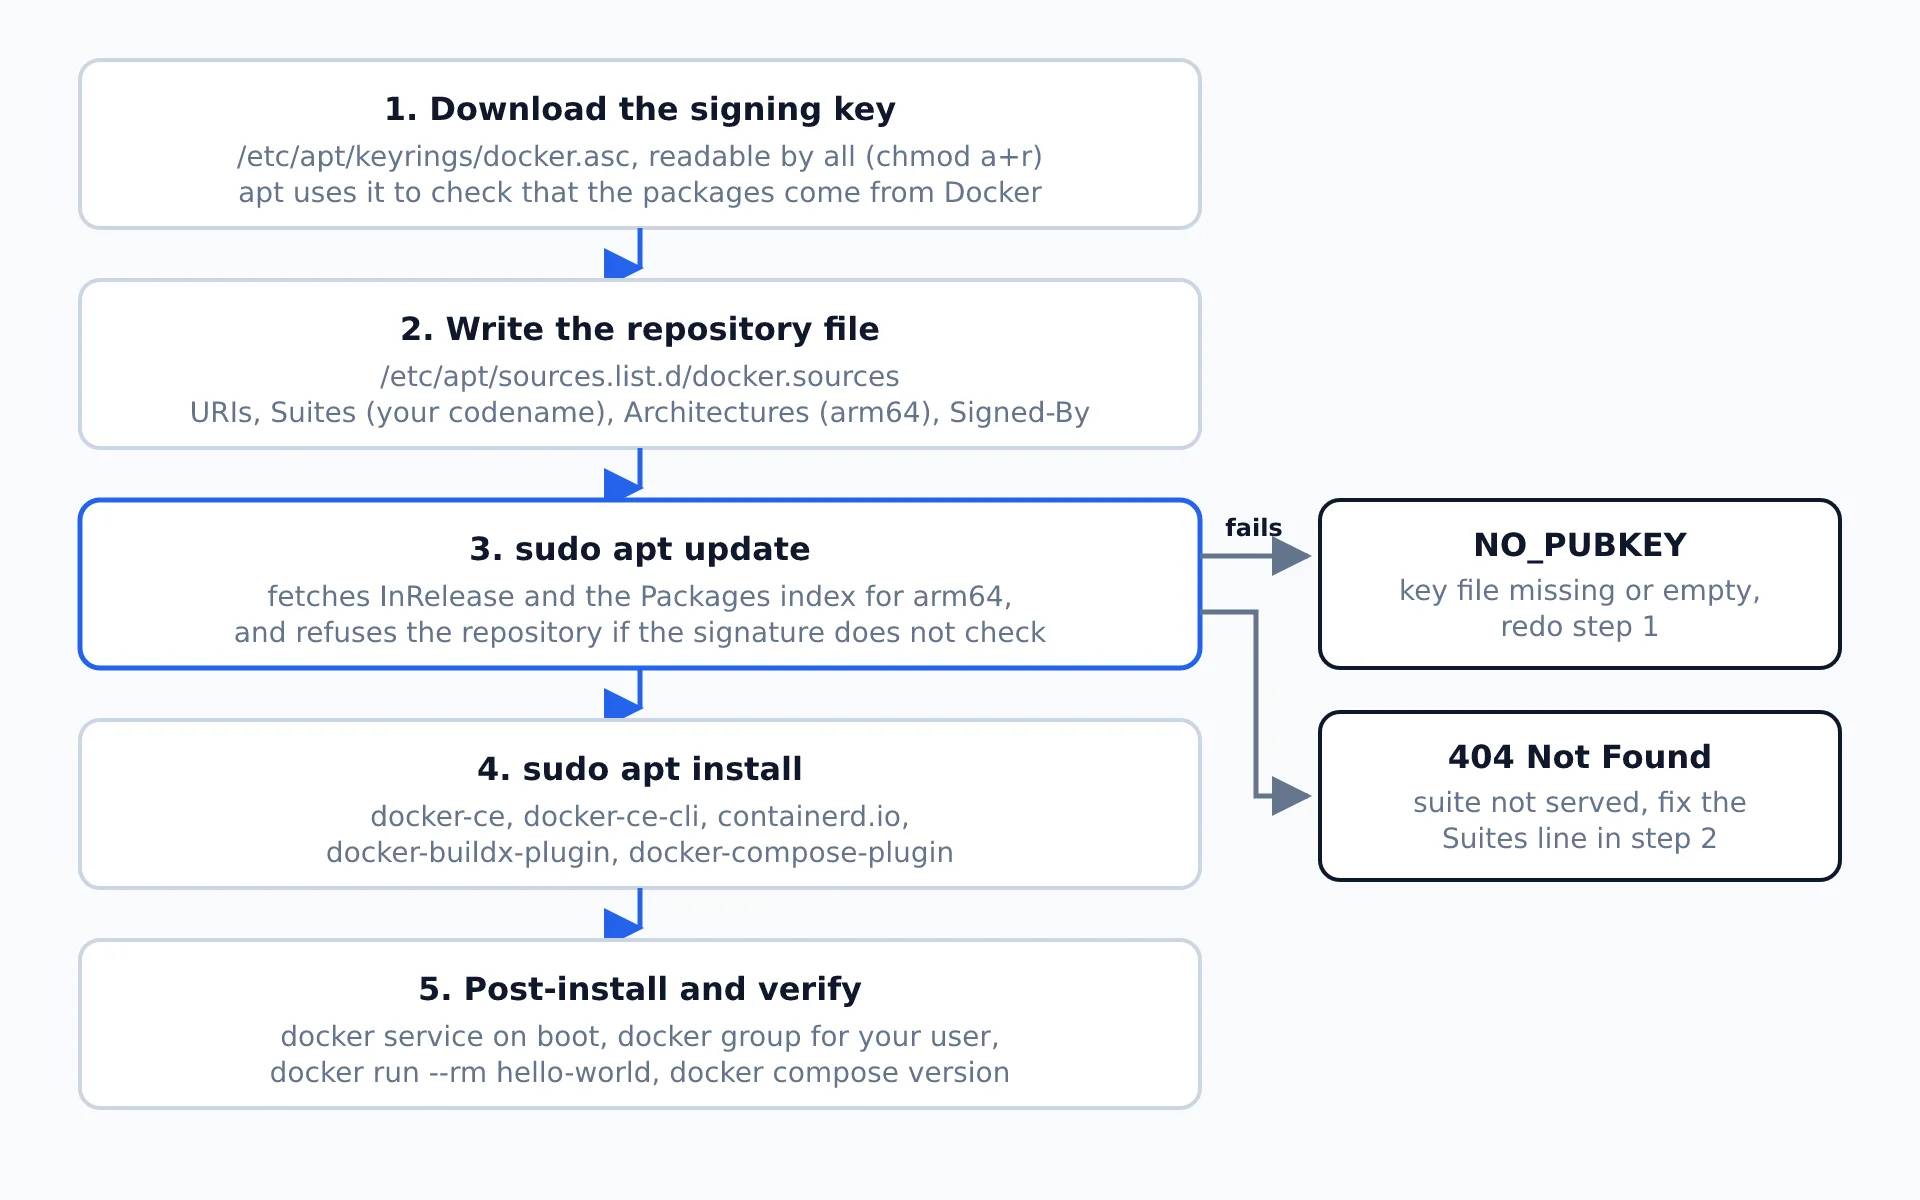 1. Download the signing key
/etc/apt/keyrings/docker.asc, readable by all (chmod a+r)
apt uses it to check that the packages come from Docker
2. Write the repository file
/etc/apt/sources.list.d/docker.sources
URIs, Suites (your codename), Architectures (arm64), Signed-By
3. sudo apt update
fetches InRelease and the Packages index for arm64,
and refuses the repository if the signature does not check
fails
NO_PUBKEY
key file missing or empty,
redo step 1
404 Not Found
suite not served, fix the
Suites line in step 2
4. sudo apt install
docker-ce, docker-ce-cli, containerd.io,
docker-buildx-plugin, docker-compose-plugin
5. Post-install and verify
docker service on boot, docker group for your user,
docker run --rm hello-world, docker compose version